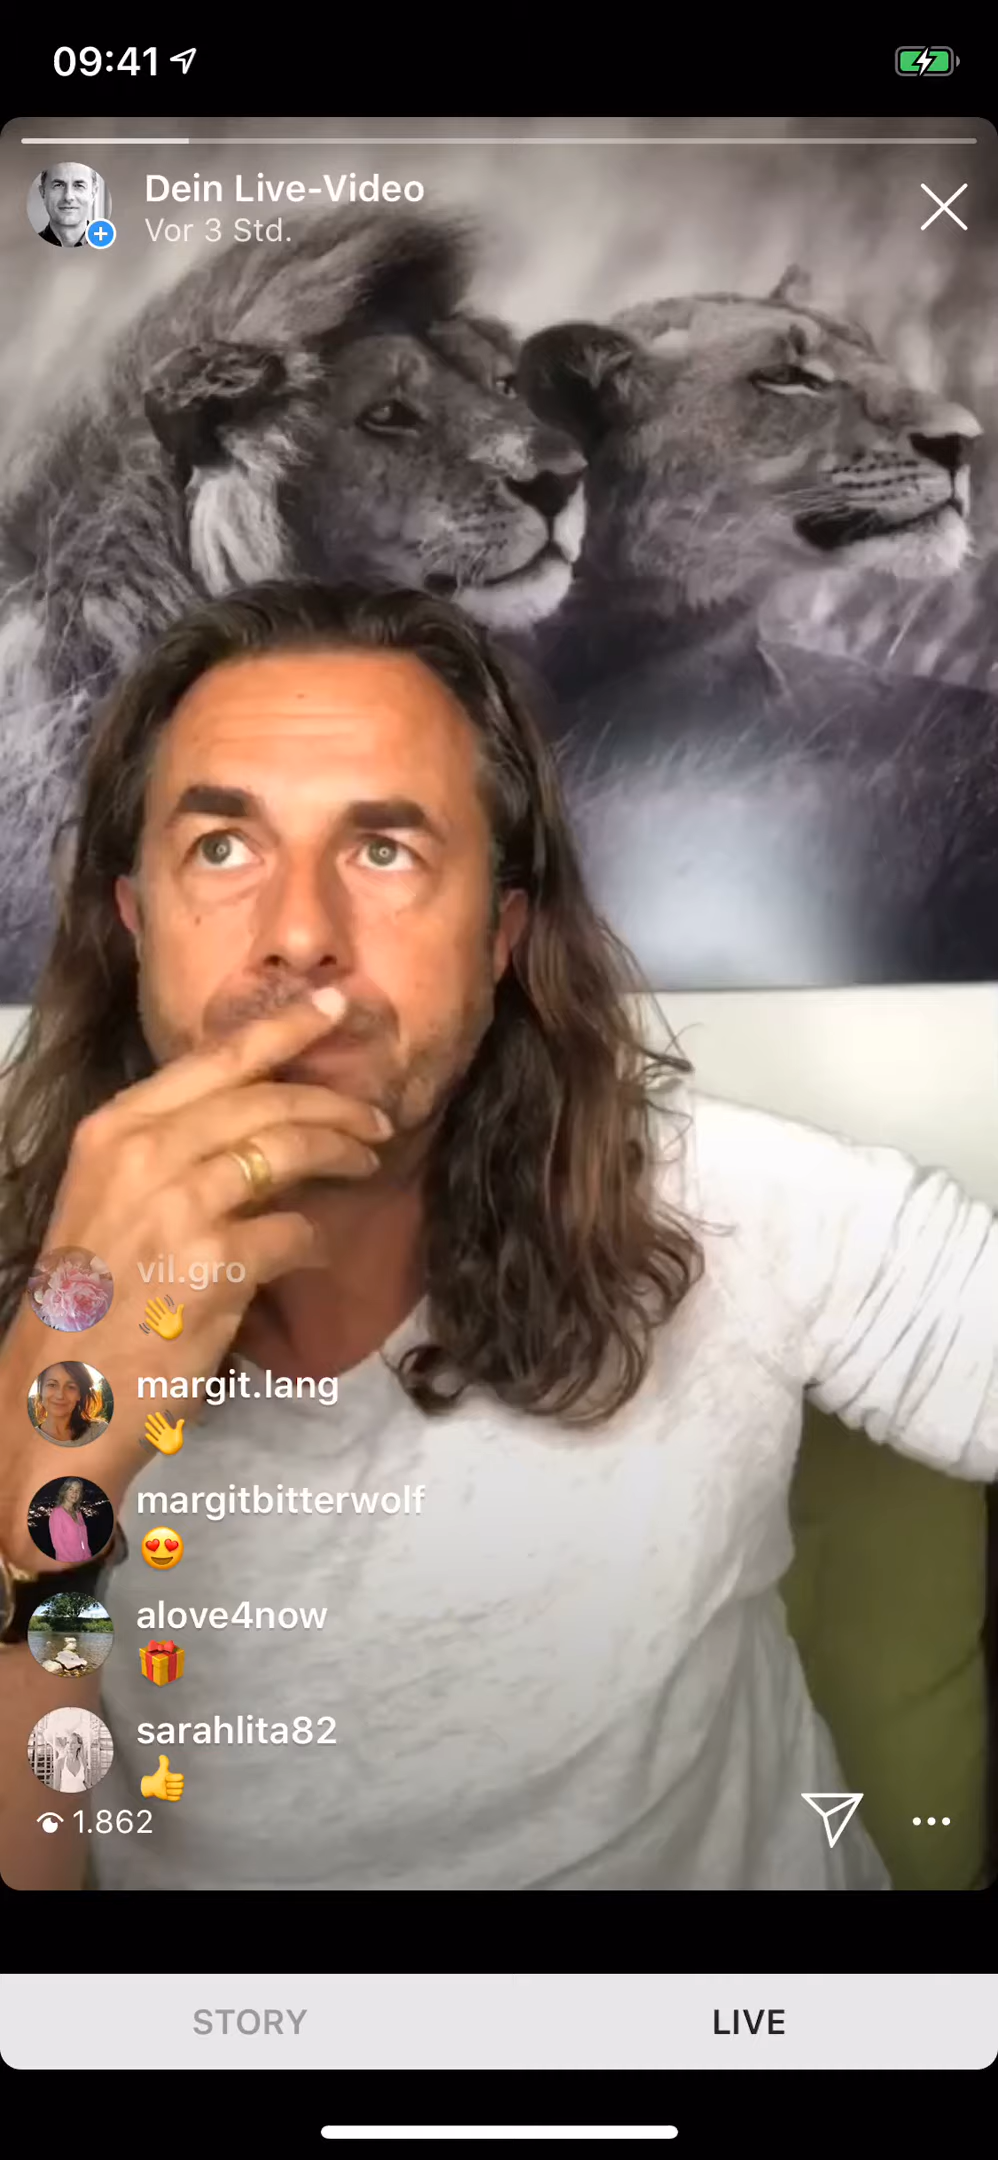 09:41
Dein Live-Video
Vor 3 Std.
vil.gro
👋
margit.lang
👋
margitbitterwolf
😍
alove4now
🎁
sarahlita82
👍
1.862
STORY
LIVE